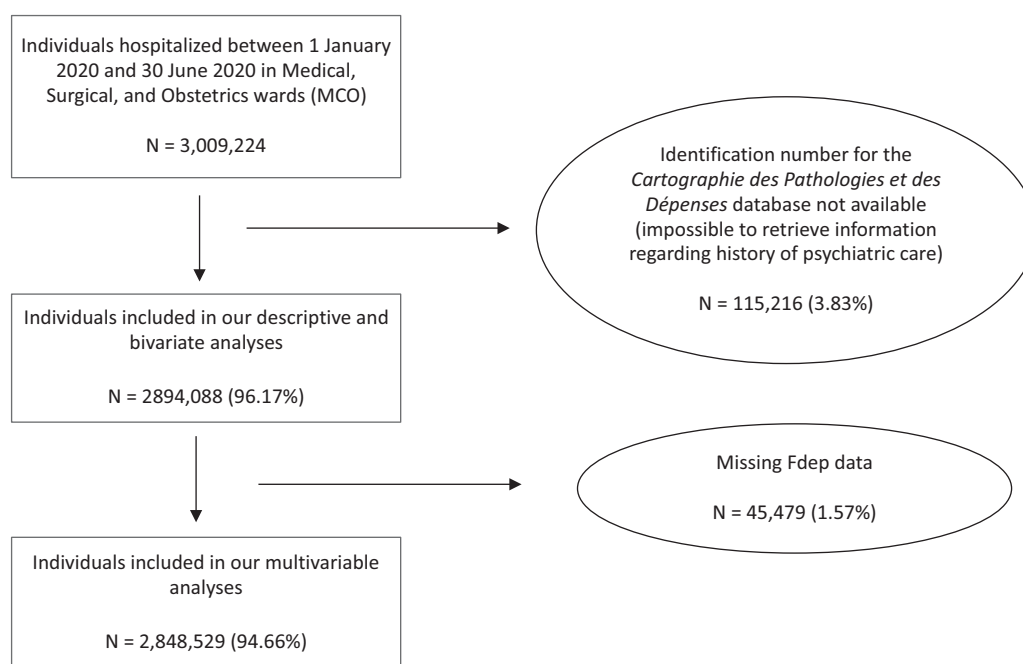 Individuals hospitalized between 1 January
2020 and 30 June 2020 in Medical,
Surgical, and Obstetrics wards (MCO)
N = 3,009,224
Identification number for the
Cartographie des Pathologies et des
Dépenses database not available
(impossible to retrieve information
regarding history of psychiatric care)
N = 115,216 (3.83%)
Individuals included in our descriptive and
bivariate analyses
N = 2894,088 (96.17%)
Missing Fdep data
N = 45,479 (1.57%)
Individuals included in our multivariable
analyses
N = 2,848,529 (94.66%)